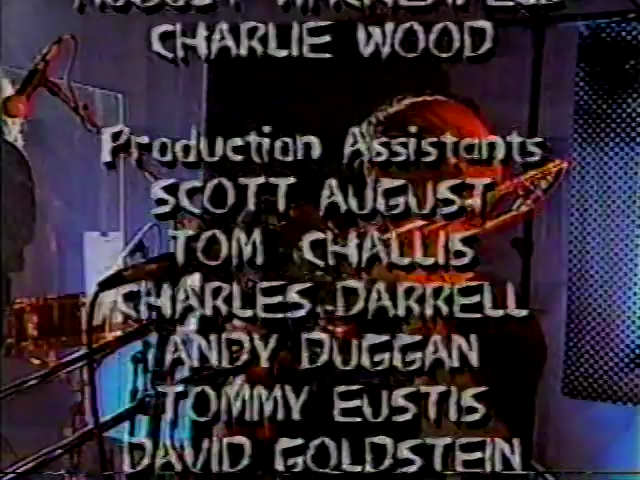 CHARLIE WOOD
Production Assistants
SCOTT AUGUST
TOM CHALLIS
CHARLES DARRELL
ANDY DUGGAN
TOMMY EUSTIS
DAVID GOLDSTEIN